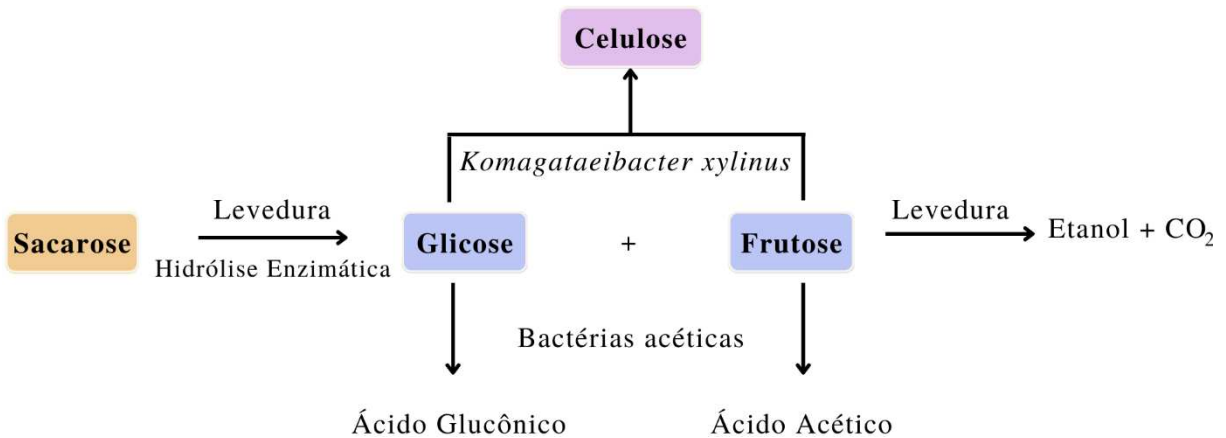 Celulose
Komagataeibacter xylinus
Levedura
Levedura
Sacarose
Glicose
+
Frutose
Etanol + CO₂
Hidrólise Enzimática
Bactérias acéticas
Ácido Glucônico
Ácido Acético